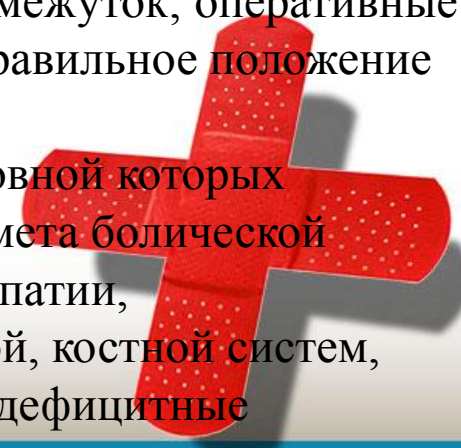 межуток, оперативные
равильное положение
овной которых
мета болической
патии,
й, костной систем,
дефицитные